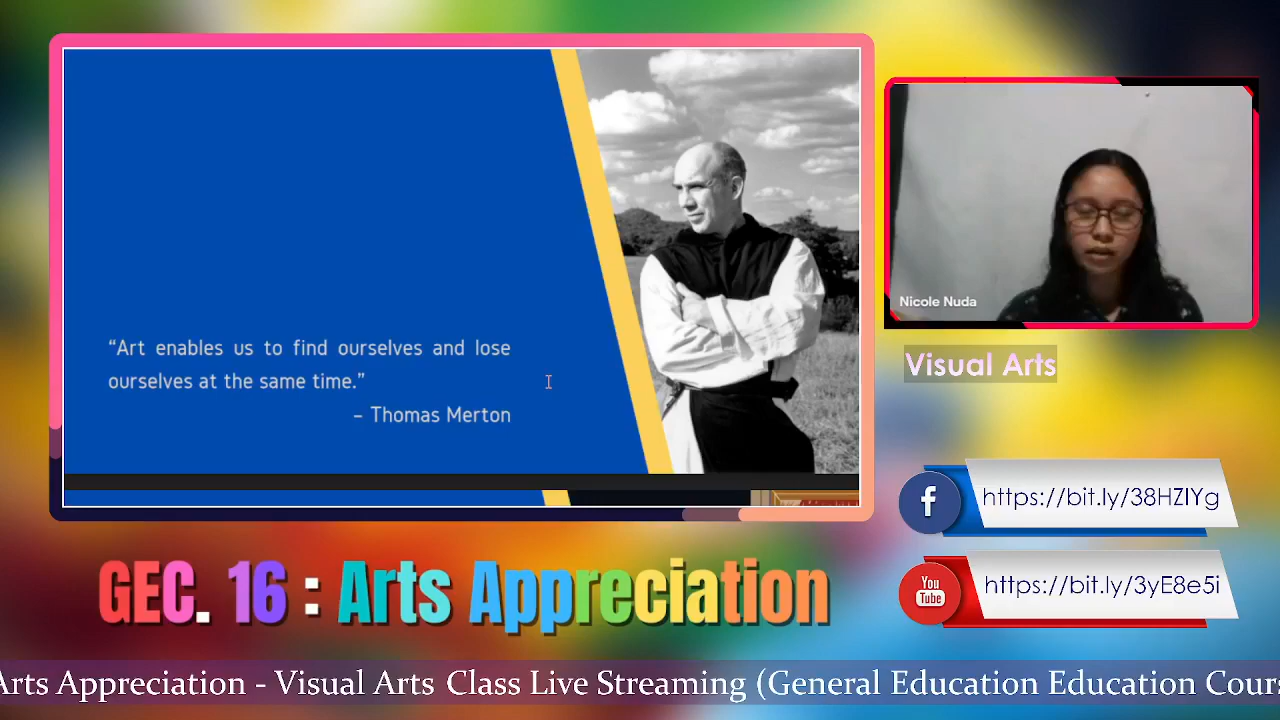 “Art enables us to find ourselves and lose
ourselves at the same time.”
– Thomas Merton
Nicole Nuda
Visual Arts
f
https://bit.ly/38HZIYg
You
Tube
https://bit.ly/3yE8e5i
GEC. 16 : Arts Appreciation
Arts Appreciation - Visual Arts Class Live Streaming (General Education Education Cours